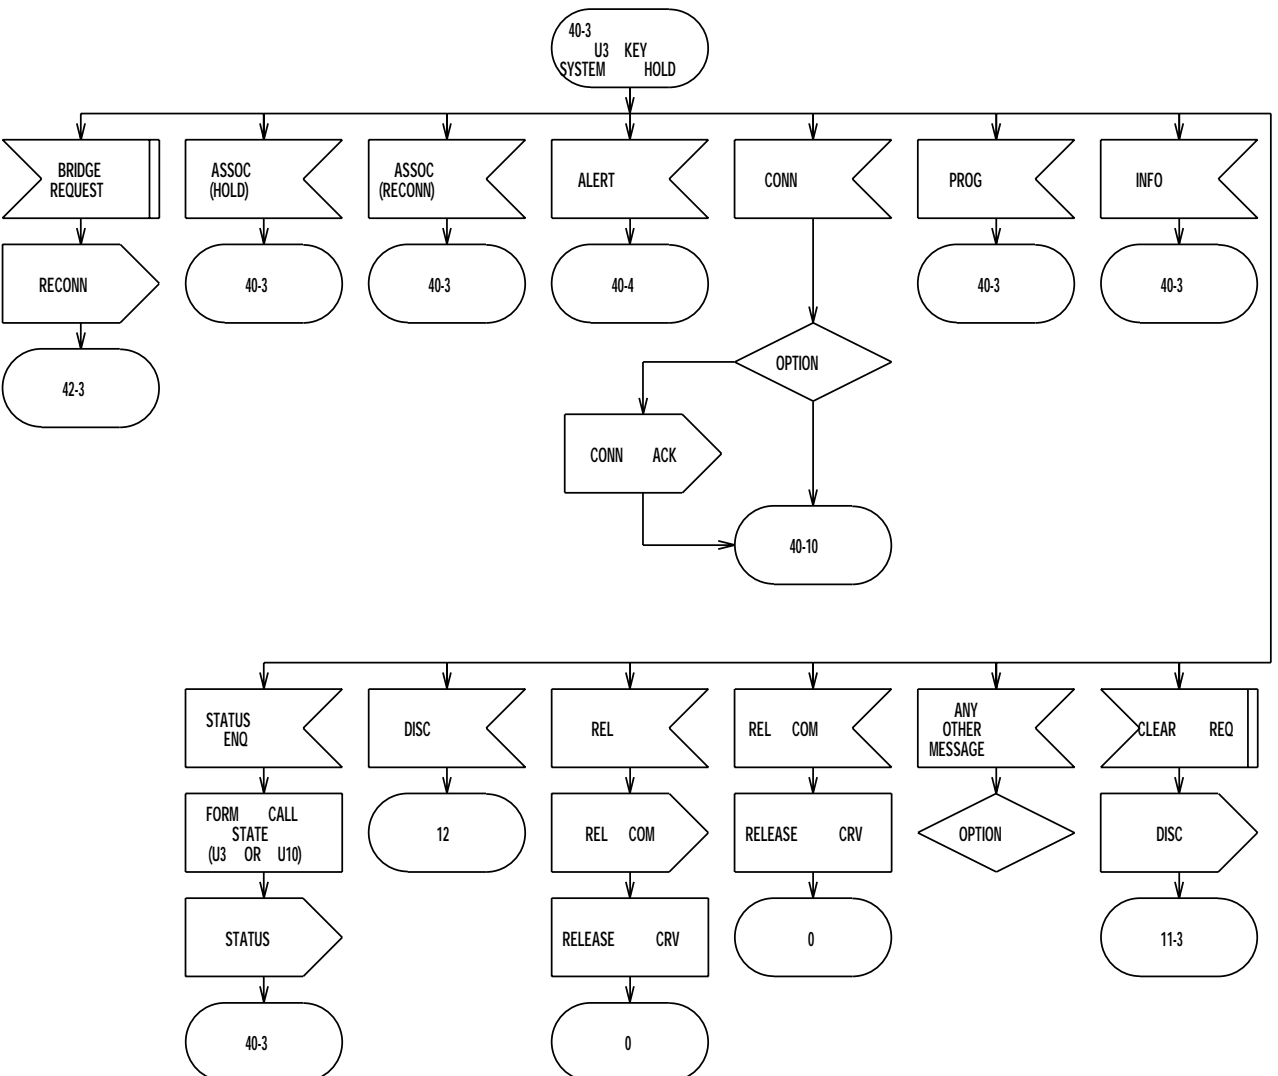 40-3
U3 KEY
SYSTEM HOLD
BRIDGE
REQUEST
ASSOC
(HOLD)
ASSOC
(RECONN)
ALERT
CONN
PROG
INFO
RECONN
40-3
40-3
40-4
40-3
40-3
42-3
OPTION
CONN ACK
40-10
STATUS
ENQ
DISC
REL
REL COM
ANY
OTHER
MESSAGE
CLEAR REQ
FORM CALL
STATE
(U3 OR U10)
12
REL COM
RELEASE CRV
OPTION
DISC
STATUS
RELEASE CRV
0
11-3
40-3
0